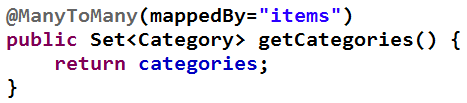 @ManyToMany(mappedBy="items")
public Set<Category> getCategories() {
    return categories;
}